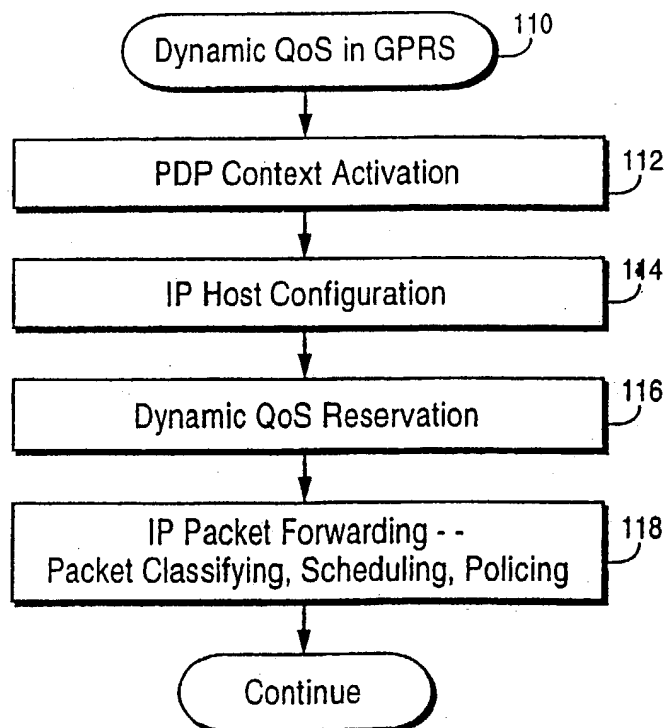 Dynamic QoS in GPRS
110
PDP Context Activation
112
IP Host Configuration
114
Dynamic QoS Reservation
116
IP Packet Forwarding - -
Packet Classifying, Scheduling, Policing
118
Continue